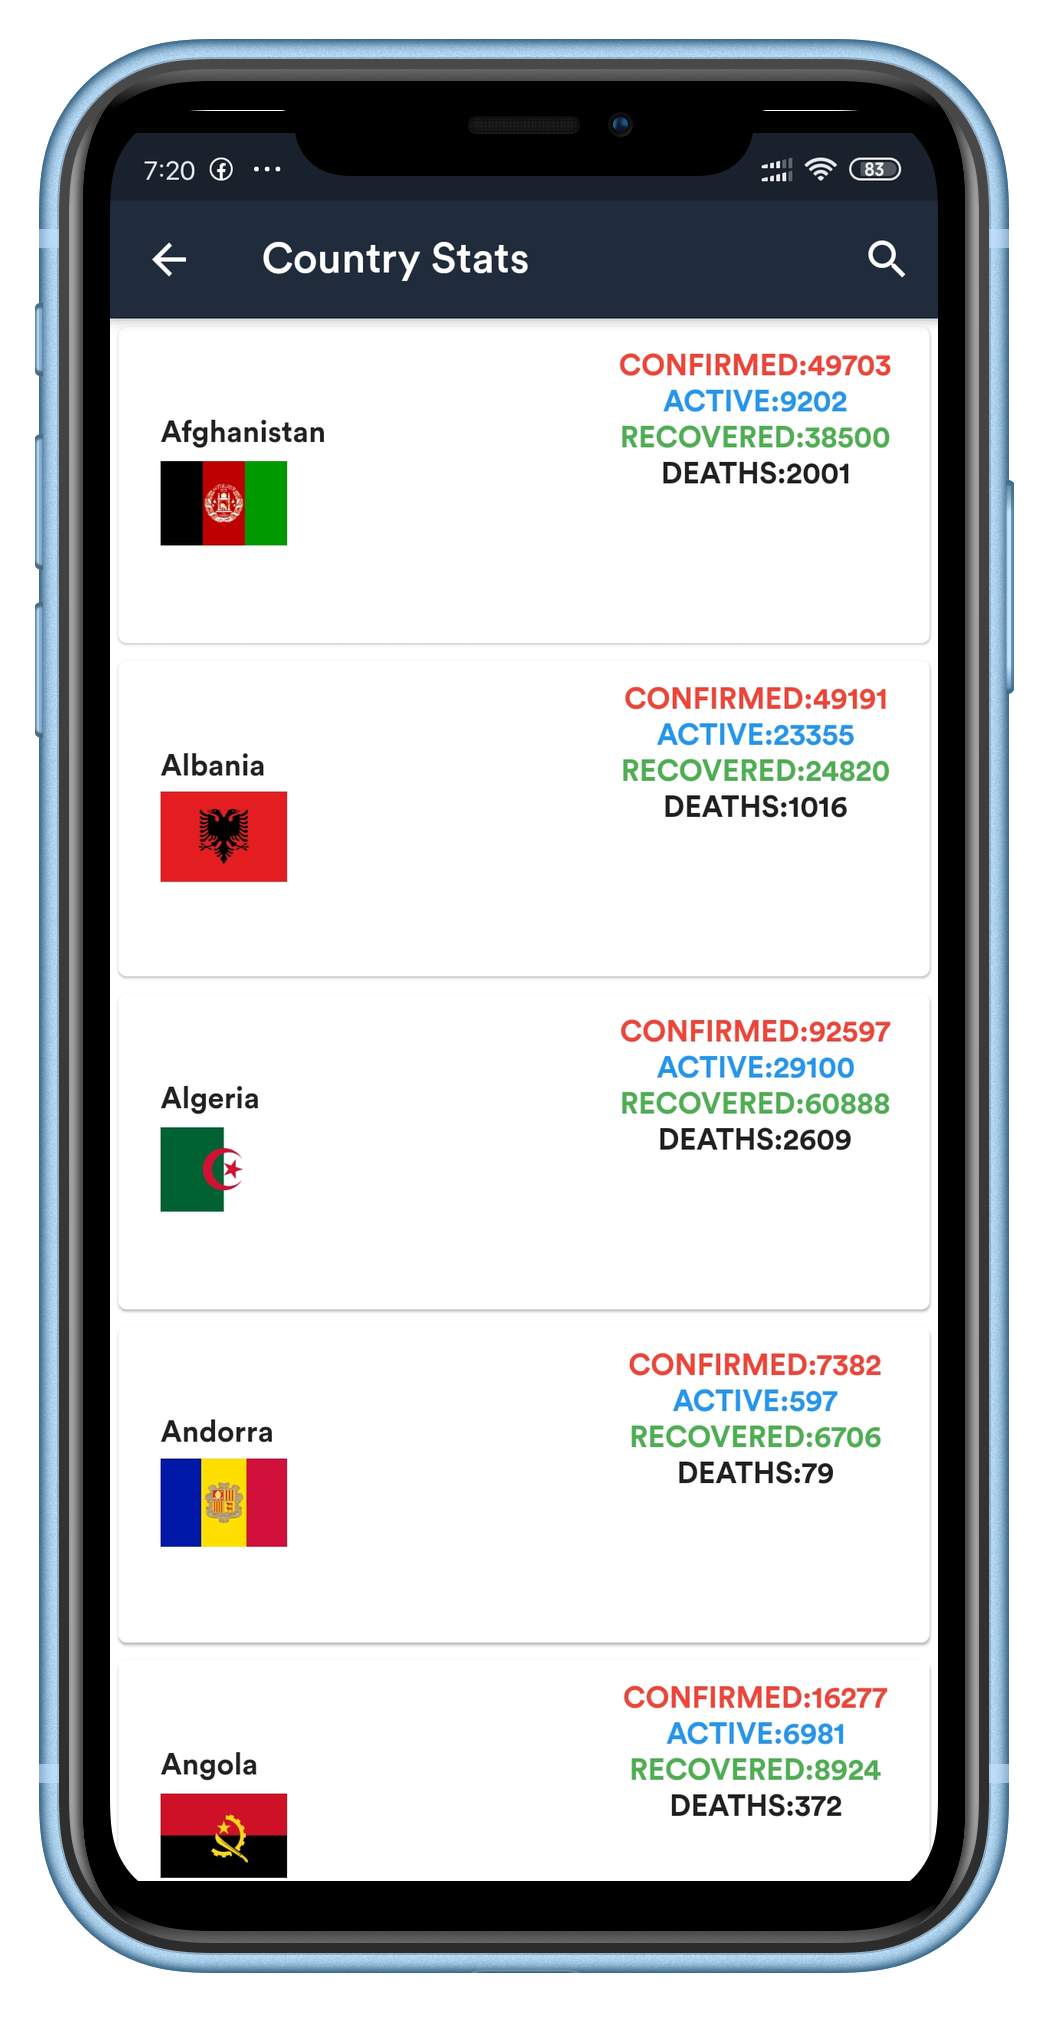 7:20
83
Country Stats
CONFIRMED:49703
ACTIVE:9202
Afghanistan
RECOVERED:38500
DEATHS:2001
CONFIRMED:49191
ACTIVE:23355
Albania
RECOVERED:24820
DEATHS:1016
CONFIRMED:92597
ACTIVE:29100
Algeria
RECOVERED:60888
DEATHS:2609
CONFIRMED:7382
ACTIVE:597
Andorra
RECOVERED:6706
DEATHS:79
CONFIRMED:16277
ACTIVE:6981
Angola
RECOVERED:8924
DEATHS:372